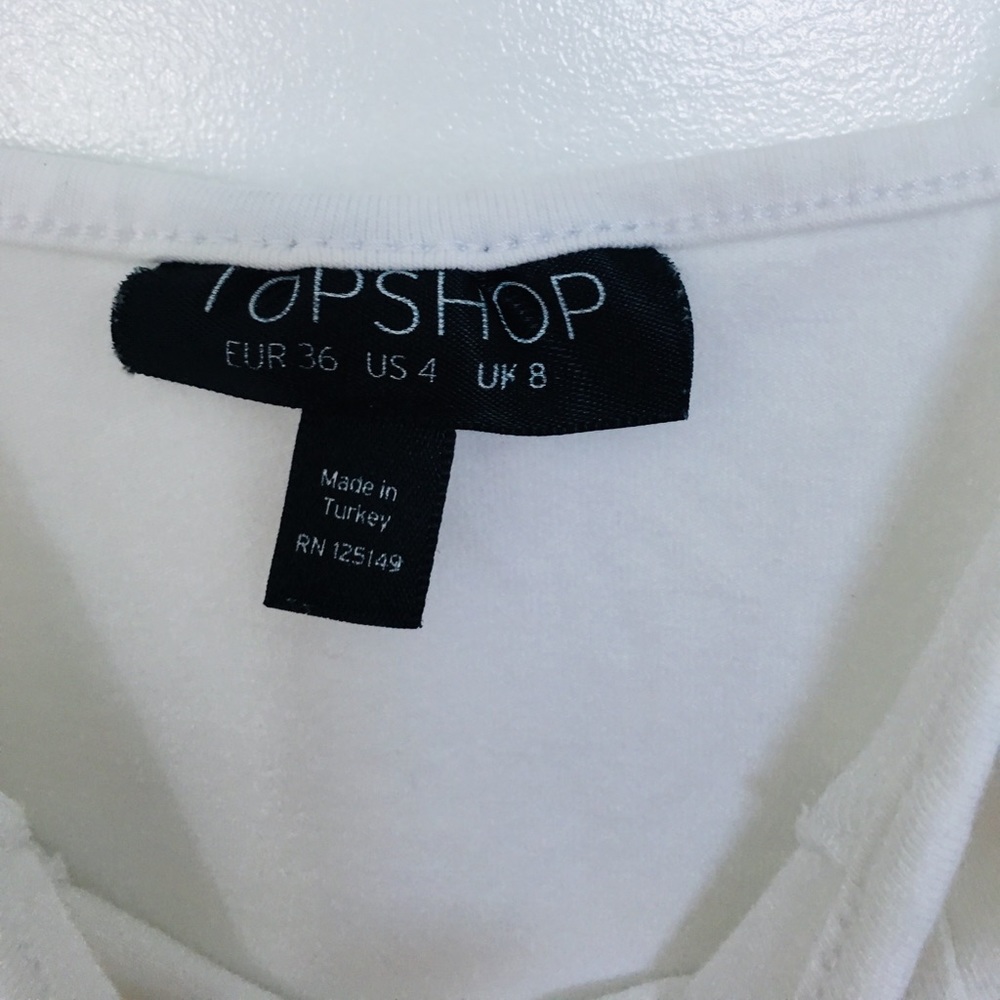 TOPSHOP
EUR 36 US 4 UK 8
Made in
Turkey
RN 125149